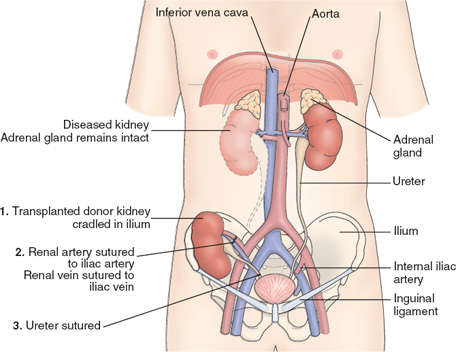 Inferior vena cava
Aorta
Diseased kidney
Adrenal gland remains intact
Adrenal
gland
Ureter
1. Transplanted donor kidney
cradled in ilium
Ilium
2. Renal artery sutured
to iliac artery
Renal vein sutured to
iliac vein
Internal iliac
artery
Inguinal
ligament
3. Ureter sutured